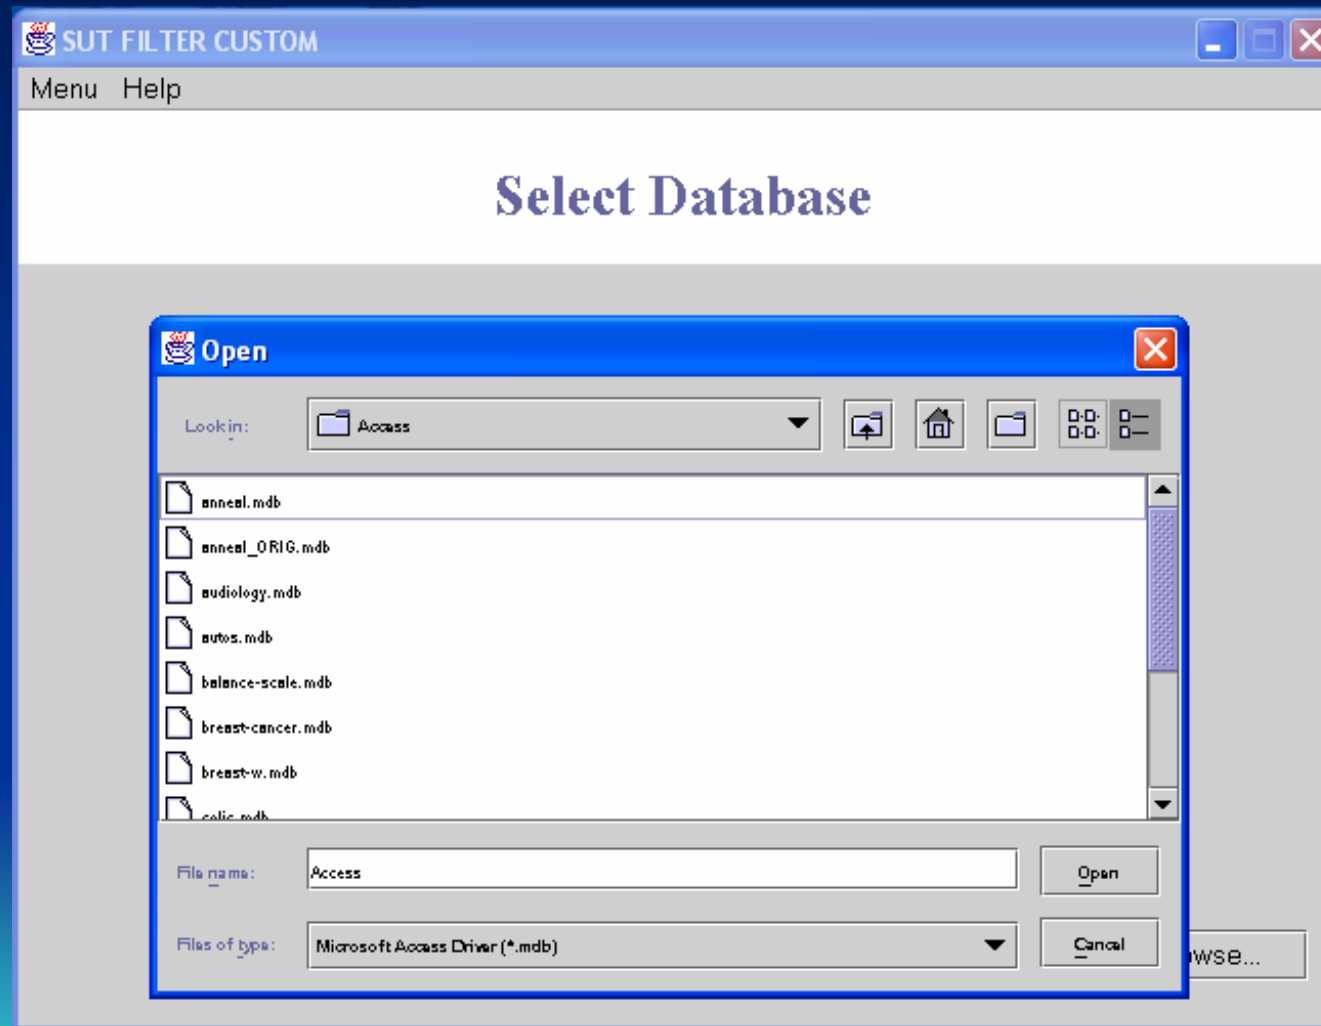 SUT FILTER CUSTOM
Menu Help
Select Database
Open
Look in:
Access
anneal.mdb
anneal_ORIG.mdb
audiology.mdb
autos.mdb
balance-scale.mdb
breast-cancer.mdb
breast-w.mdb
colic.mdb
File name:
Access
Open
Files of type:
Microsoft Access Driver (*.mdb)
Cancel
wse...